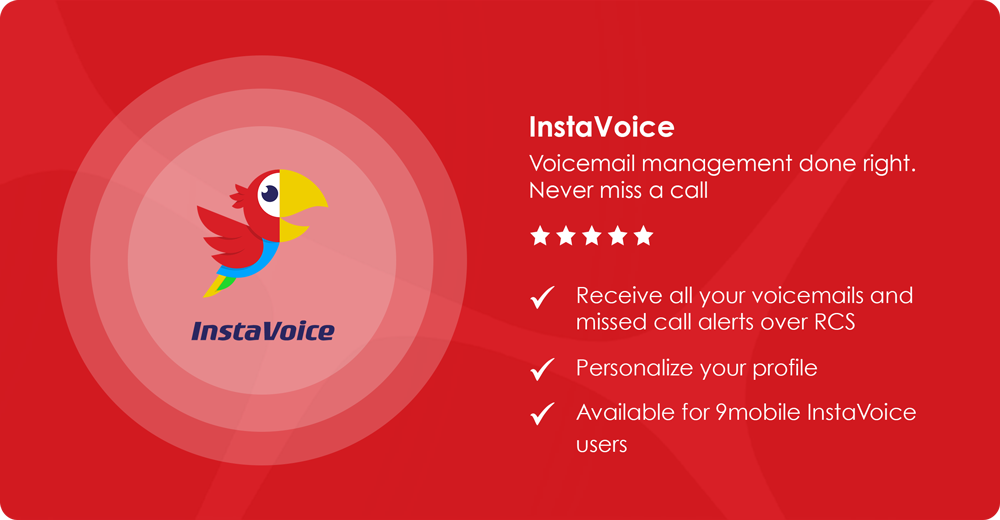 InstaVoice
InstaVoice
Voicemail management done right.
Never miss a call
Receive all your voicemails and
missed call alerts over RCS
Personalize your profile
Available for 9mobile InstaVoice
users